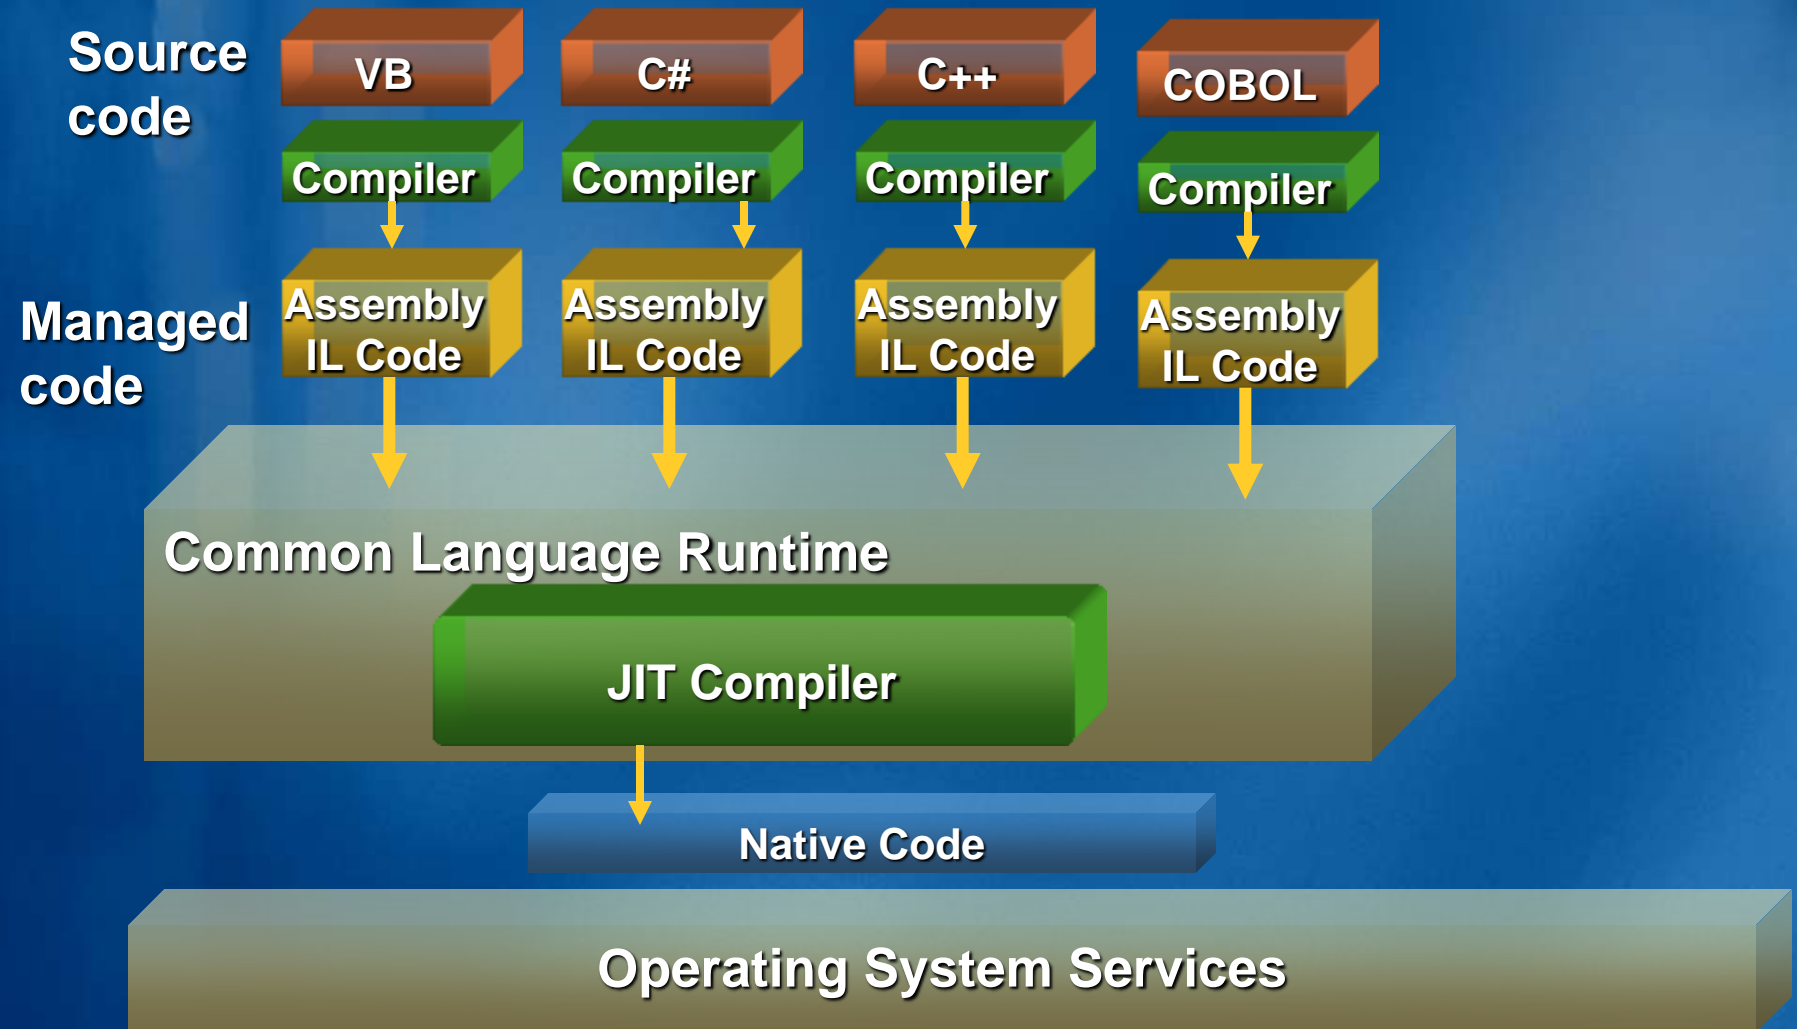 Source
code
VB
C#
C++
COBOL
Compiler
Compiler
Compiler
Compiler
Managed
code
Assembly
IL Code
Assembly
IL Code
Assembly
IL Code
Assembly
IL Code
Common Language Runtime
JIT Compiler
Native Code
Operating System Services